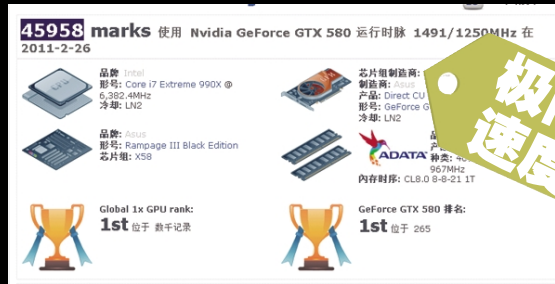 45958 marks 使用 Nvidia GeForce GTX 580 运行时脉 1491/1250MHz 在
2011-2-26
品牌: Intel
形号: Core i7 Extreme 990X @
6,382.4MHz
冷却: LN2
芯片组制造商:
制造商: Asus
产品: Direct CU
形号: GeForce G
冷却: LN2
品牌: Asus
形号: Rampage III Black Edition
芯片组: X58
ADATA
种类:
967MHz
内存时序: CL8.0 8-8-21 1T
Global 1x GPU rank:
1st 位于 数千记录
GeForce GTX 580 排名:
1st 位于 265
极
速度